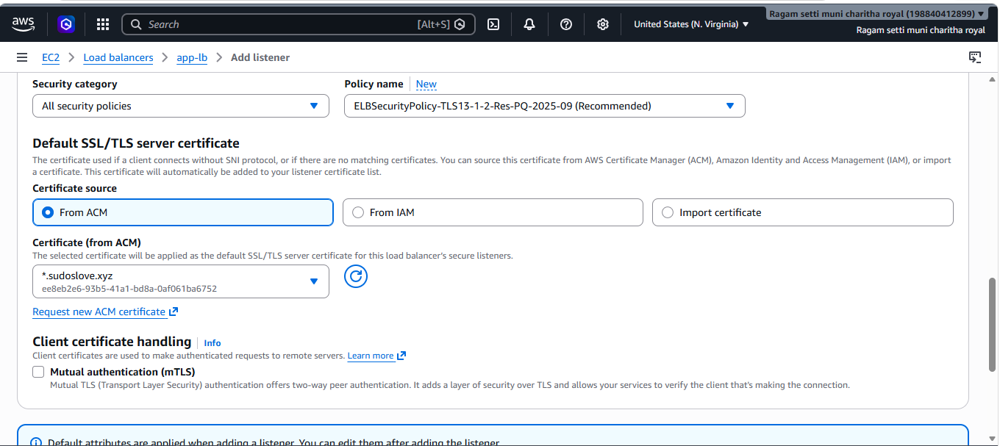 aws
Search
[Alt+S]
United States (N. Virginia)
Ragam setti muni charitha royal (198840412899)
Ragam setti muni charitha royal
EC2
Load balancers
app-lb
Add listener
Security category
All security policies
Policy name
New
ELBSecurityPolicy-TLS13-1-2-Res-PQ-2025-09 (Recommended)
Default SSL/TLS server certificate
The certificate used if a client connects without SNI protocol, or if there are no matching certificates. You can source this certificate from AWS Certificate Manager (ACM), Amazon Identity and Access Management (IAM), or import
a certificate. This certificate will automatically be added to your listener certificate list.
Certificate source
From ACM
From IAM
Import certificate
Certificate (from ACM)
The selected certificate will be applied as the default SSL/TLS server certificate for this load balancer's secure listeners.
*.sudoslove.xyz
ee8eb2e6-93b5-41a1-bd8a-0af061ba6752
Request new ACM certificate
Client certificate handling
Info
Client certificates are used to make authenticated requests to remote servers. Learn more
Mutual authentication (mTLS)
Mutual TLS (Transport Layer Security) authentication offers two-way peer authentication. It adds a layer of security over TLS and allows your services to verify the client that's making the connection.
Default attributes are applied when adding a listener. You can edit them after adding the listener.